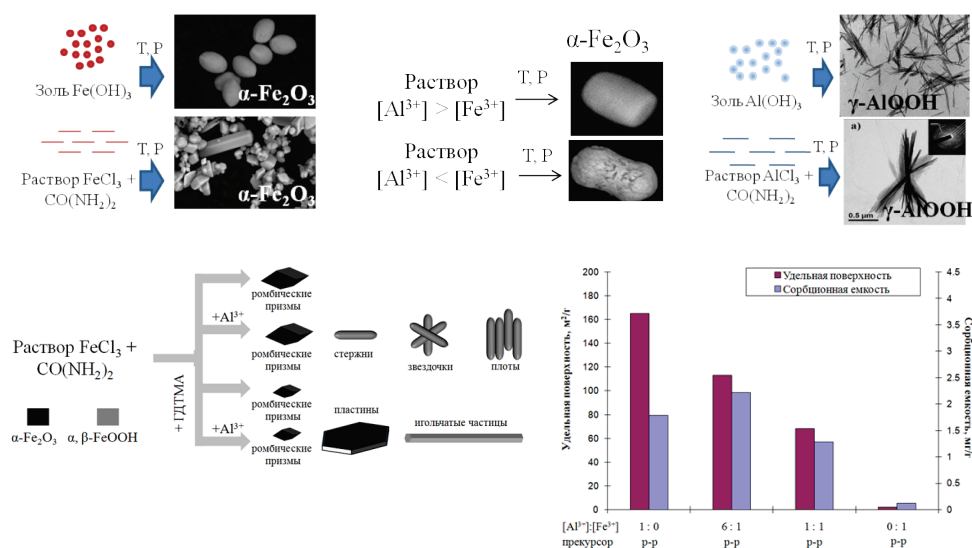 T, P
Золь Fe(OH)₃
α-Fe₂O₃
T, P
Раствор FeCl₃ +
CO(NH₂)₂
α-Fe₂O₃
α-Fe₂O₃
Раствор
[Al³⁺] > [Fe³⁺]
T, P
Раствор
[Al³⁺] < [Fe³⁺]
T, P
T, P
Золь Al(OH)₃
γ-AlOOH
T, P
Раствор AlCl₃ +
CO(NH₂)₂
а)
0.5 μm
γ-AlOOH
Раствор FeCl₃ +
CO(NH₂)₂
α-Fe₂O₃
α, β-FeOOH
+ ГДТМА
ромбические
призмы
+Al³⁺
ромбические
призмы
стержни
звездочки
плоты
ромбические
призмы
+Al³⁺
ромбические
призмы
пластины
игольчатые частицы
Удельная поверхность
Сорбционная емкость
Удельная поверхность, м²/г
200
180
160
140
120
100
80
60
40
20
0
Сорбционная емкость, мг/г
4.5
4
3.5
3
2.5
2
1.5
1
0.5
0
[Al³⁺]:[Fe³⁺] 1 : 0 6 : 1 1 : 1 0 : 1
прекурсор р-р р-р р-р р-р